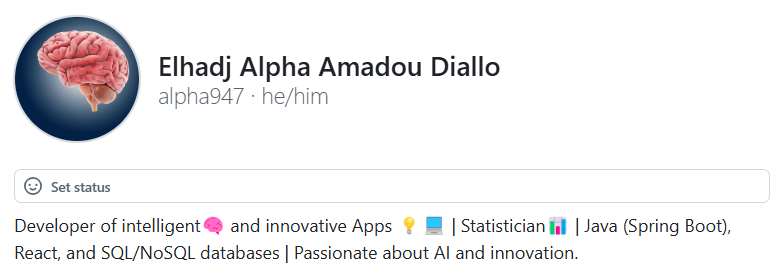 Elhadj Alpha Amadou Diallo
alpha947 · he/him
Set status
Developer of intelligent🧠 and innovative Apps 💡 💻 | Statistician📊 | Java (Spring Boot),
React, and SQL/NoSQL databases | Passionate about AI and innovation.